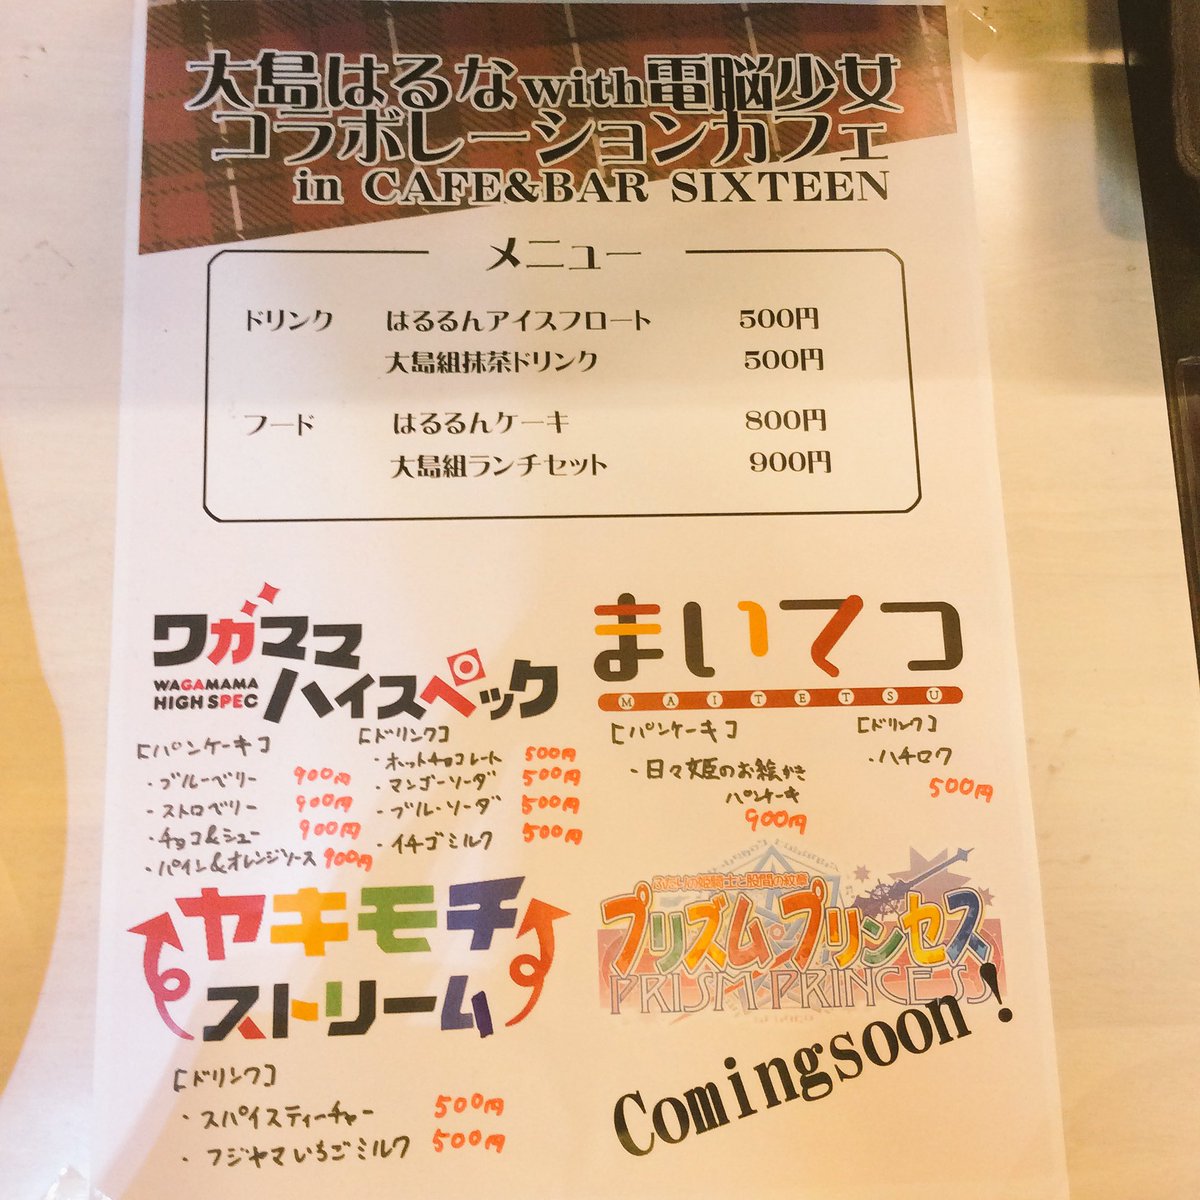 大島はるなwith電脳少女
コラボレーションカフェ
in CAFE&BAR SIXTEEN
メニュー
ドリンク はるるんアイスフロート 500円
大島組抹茶ドリンク 500円
フード はるるんケーキ 800円
大島組ランチセット 900円
ワガママ
ハイスペック
WAGAMAMA
HIGH SPEC
[パンケーキ]
・ブルーベリー 900円
・ストロベリー 900円
・チョコ&シュー 900円
・パイン&オレンジソース 900円
[ドリンク]
・ホットチョコレート 500円
・マンゴーソーダ 500円
・ブルーソーダ 500円
・イチゴミルク 500円
まいてつ
MAITETSU
[パンケーキ]
・日々姫のお絵かき
パンケーキ
900円
[ドリンク]
・ハチロク
500円
ヤキモチ
ストリーム
[ドリンク]
・スパイスティーチャー 500円
・フジヤマいちごミルク 500円
ふたけの姫騎士と股間の紋章
プリズム・プリンセス
PRISM PRINCESS
Comingsoon!